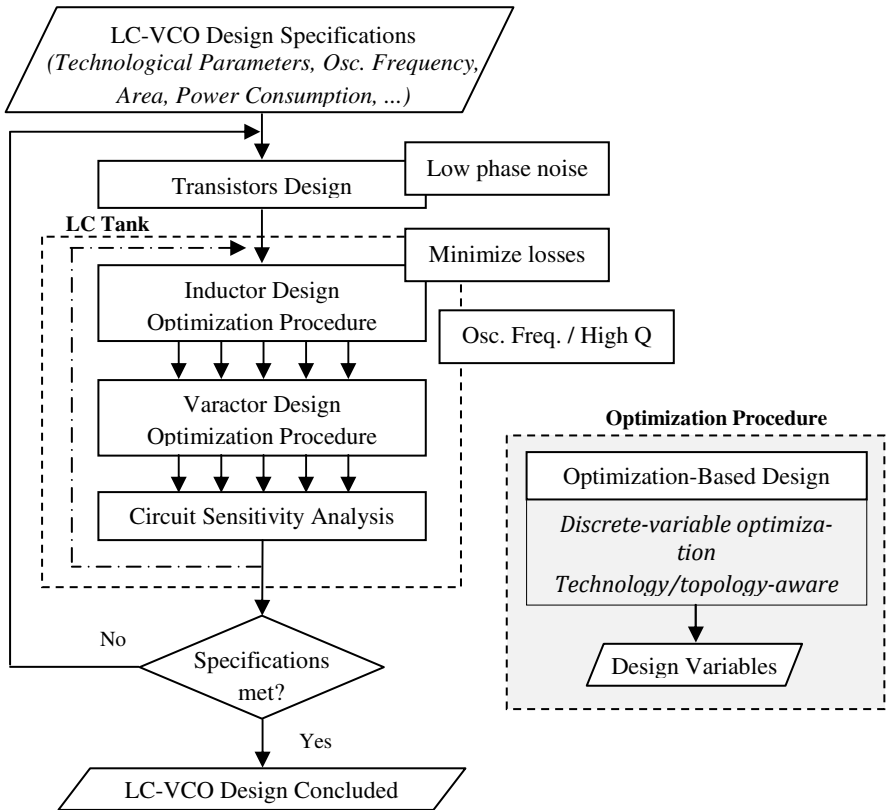 LC-VCO Design Specifications
(Technological Parameters, Osc. Frequency,
Area, Power Consumption, ...)
Transistors Design
Low phase noise
LC Tank
Minimize losses
Inductor Design
Optimization Procedure
Osc. Freq. / High Q
Varactor Design
Optimization Procedure
Circuit Sensitivity Analysis
No
Specifications
met?
Yes
LC-VCO Design Concluded
Optimization Procedure
Optimization-Based Design
Discrete-variable optimiza-
tion
Technology/topology-aware
Design Variables